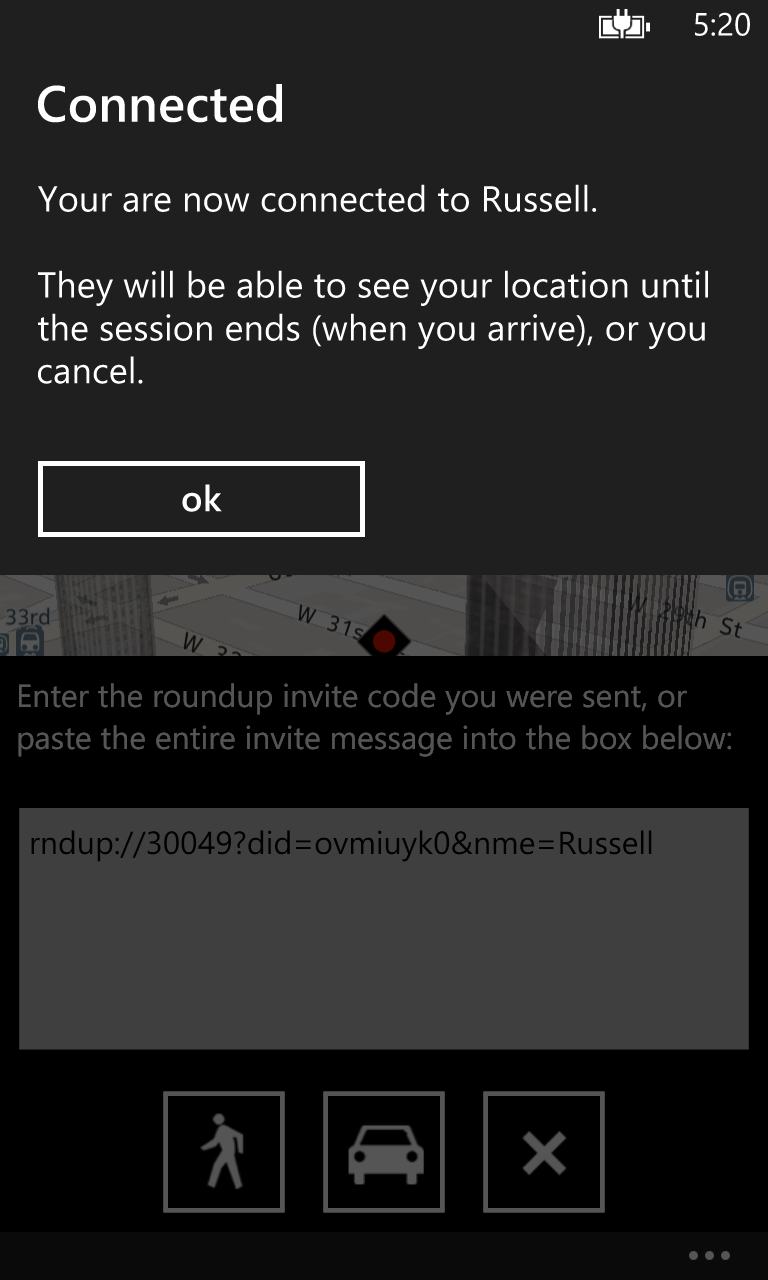 5:20
Connected
Your are now connected to Russell.
They will be able to see your location until
the session ends (when you arrive), or you
cancel.
ok
33rd
W 31s
W 29th St
W 3
Enter the roundup invite code you were sent, or
paste the entire invite message into the box below:
rndup://30049?did=ovmiuyk0&nme=Russell